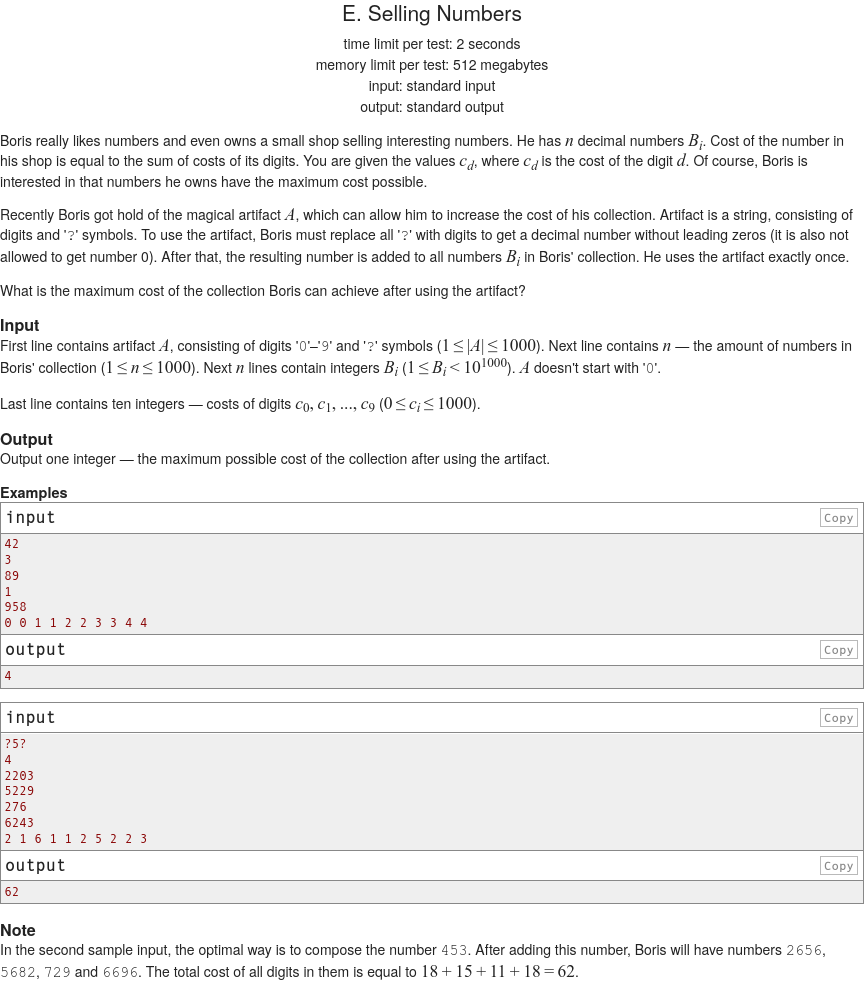 E. Selling Numbers
time limit per test: 2 seconds
memory limit per test: 512 megabytes
input: standard input
output: standard output
Boris really likes numbers and even owns a small shop selling interesting numbers. He has n decimal numbers B_i. Cost of the number in
his shop is equal to the sum of costs of its digits. You are given the values c_d, where c_d is the cost of the digit d. Of course, Boris is
interested in that numbers he owns have the maximum cost possible.
Recently Boris got hold of the magical artifact A, which can allow him to increase the cost of his collection. Artifact is a string, consisting of
digits and '?' symbols. To use the artifact, Boris must replace all '?' with digits to get a decimal number without leading zeros (it is also not
allowed to get number 0). After that, the resulting number is added to all numbers B_i in Boris' collection. He uses the artifact exactly once.
What is the maximum cost of the collection Boris can achieve after using the artifact?
Input
First line contains artifact A, consisting of digits '0'–'9' and '?' symbols (1 ≤ |A| ≤ 1000). Next line contains n — the amount of numbers in
Boris' collection (1 ≤ n ≤ 1000). Next n lines contain integers B_i (1 ≤ B_i < 10^1000). A doesn't start with '0'.
Last line contains ten integers — costs of digits c_0, c_1, ..., c_9 (0 ≤ c_i ≤ 1000).
Output
Output one integer — the maximum possible cost of the collection after using the artifact.
Examples
input Copy
42
3
89
1
958
0 0 1 1 2 2 3 3 4 4
output Copy
4
input Copy
?5?
4
2203
5229
276
6243
2 1 6 1 1 2 5 2 2 3
output Copy
62
Note
In the second sample input, the optimal way is to compose the number 453. After adding this number, Boris will have numbers 2656,
5682, 729 and 6696. The total cost of all digits in them is equal to 18 + 15 + 11 + 18 = 62.